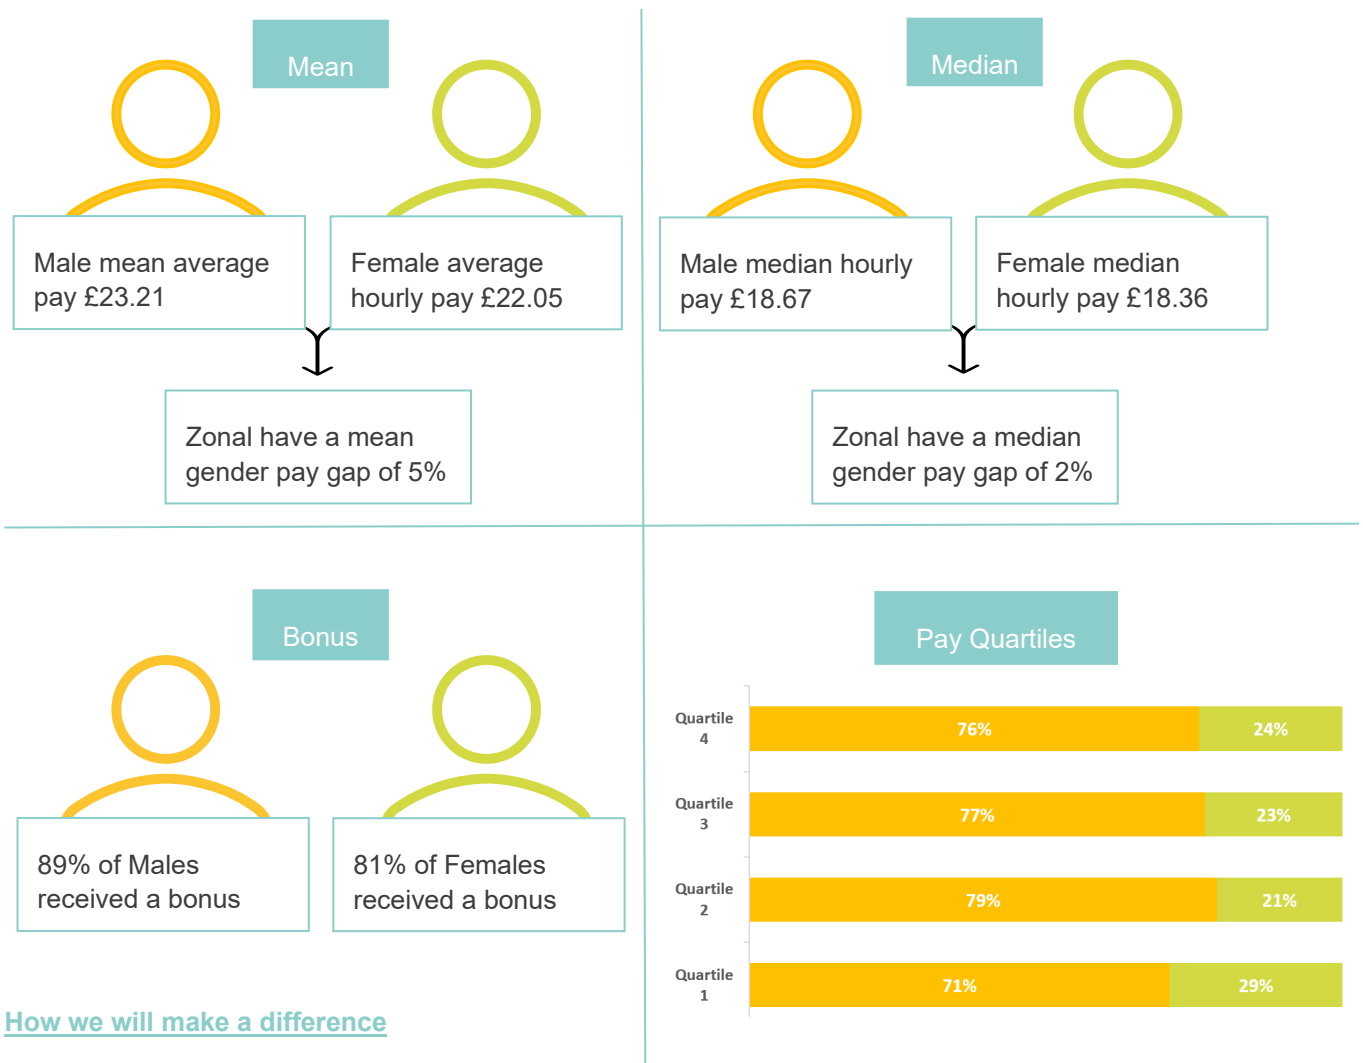 Mean
Male mean average
pay £23.21
Female average
hourly pay £22.05
Zonal have a mean
gender pay gap of 5%
Median
Male median hourly
pay £18.67
Female median
hourly pay £18.36
Zonal have a median
gender pay gap of 2%
Bonus
89% of Males
received a bonus
81% of Females
received a bonus
Pay Quartiles
Quartile
4
76%
24%
Quartile
3
77%
23%
Quartile
2
79%
21%
Quartile
1
71%
29%
How we will make a difference